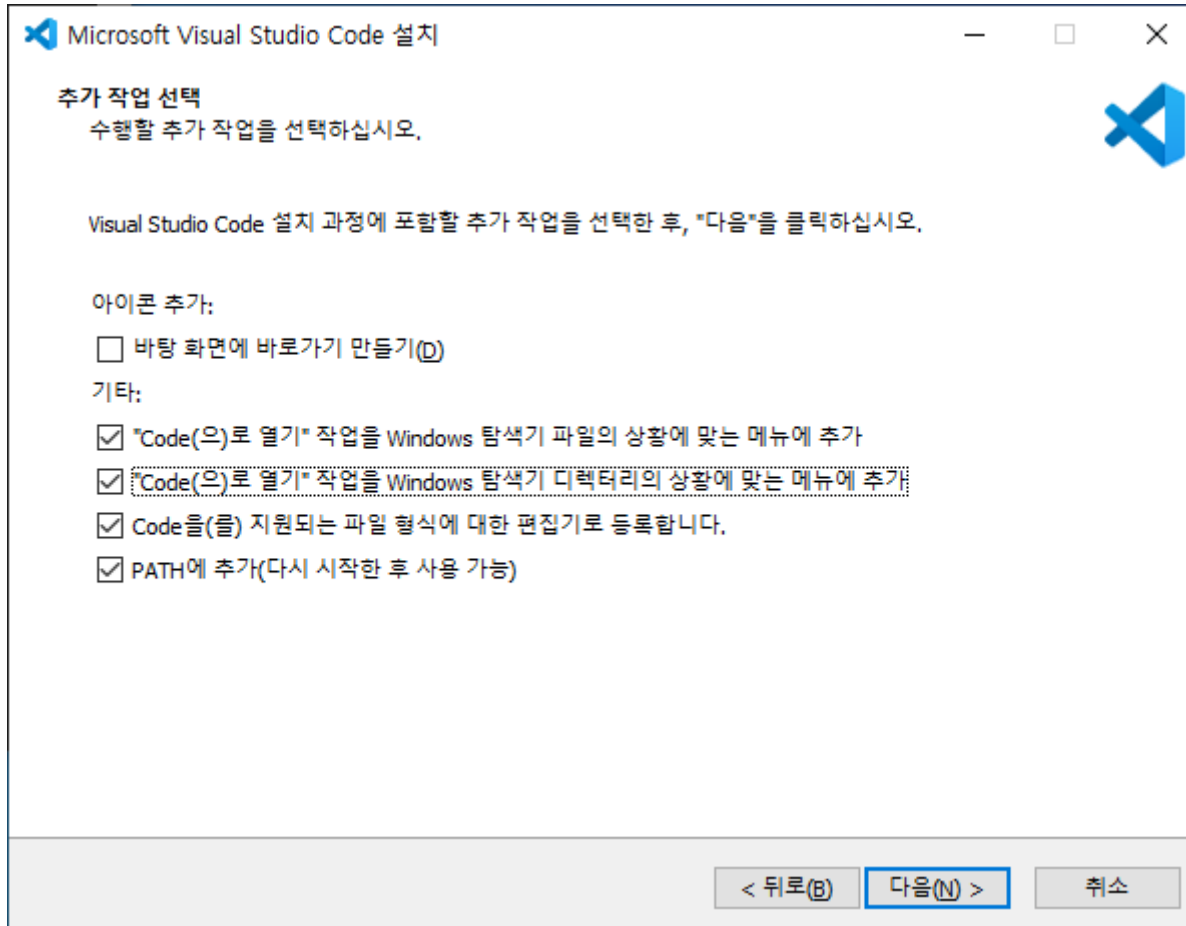 Microsoft Visual Studio Code 설치
추가 작업 선택
수행할 추가 작업을 선택하십시오.
Visual Studio Code 설치 과정에 포함할 추가 작업을 선택한 후, "다음"을 클릭하십시오.
아이콘 추가:
바탕 화면에 바로가기 만들기(D)
기타:
"Code(으)로 열기" 작업을 Windows 탐색기 파일의 상황에 맞는 메뉴에 추가
"Code(으)로 열기" 작업을 Windows 탐색기 디렉터리의 상황에 맞는 메뉴에 추가
Code을(를) 지원되는 파일 형식에 대한 편집기로 등록합니다.
PATH에 추가(다시 시작한 후 사용 가능)
< 뒤로(B) 다음(N) > 취소